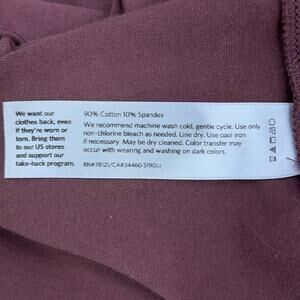 We want our
clothes back, even
if they're worn or
torn. Bring them
to our US stores
and support our
take-back program.
90% Cotton 10% Spandex
We recommend machine wash cold, gentle cycle. Use only
non-chlorine bleach as needed. Line dry. Use cool iron
if necessary. May be dry cleaned. Color transfer may
occur with wearing and washing on dark colors.
RN#78121/CA#34460 S190JJ